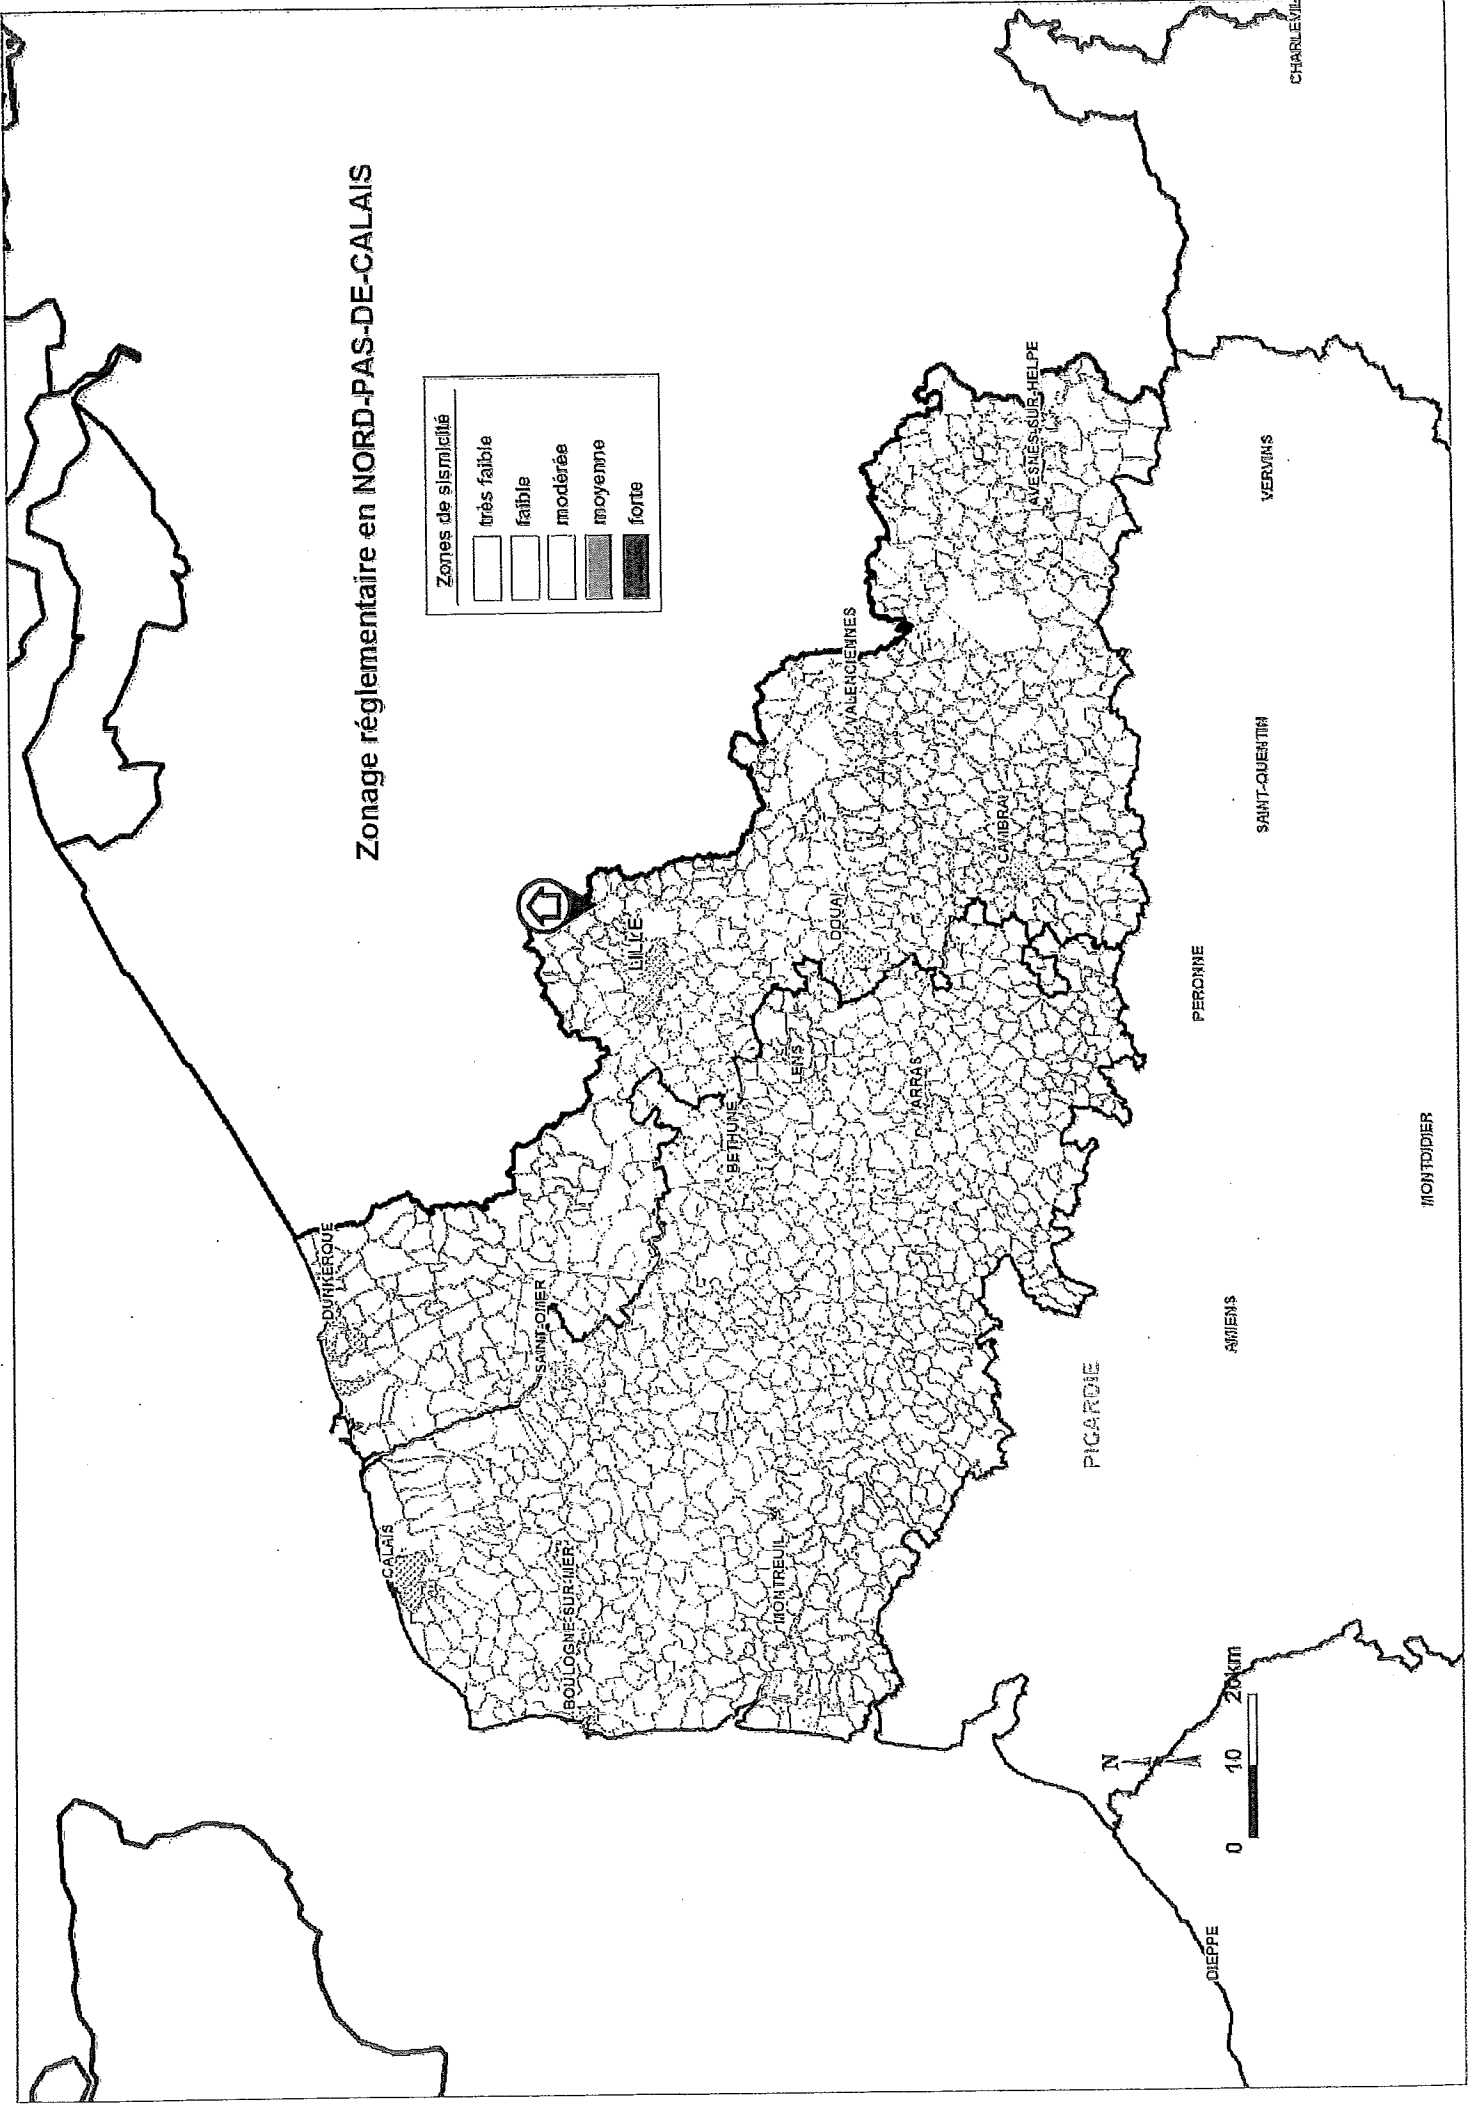 Zonage réglementaire en NORD-PAS-DE-CALAIS
Zones de sismicité
très faible
faible
modérée
moyenne
forte
DUNKERQUE
CALAIS
SAINT-OMER
BOULOGNE-SUR-MER
LILLE
BETHUNE
LENS
MONTREUIL
DOUAI
VALENCIENNES
ARRAS
CAMBRAI
AVESNES-SUR-HELPE
PICARDIE
PERONNE
AMIENS
SAINT-QUENTIN
VERVINS
CHARLEVIL
DIEPPE
MONTDIDIER
N
0 10 20km